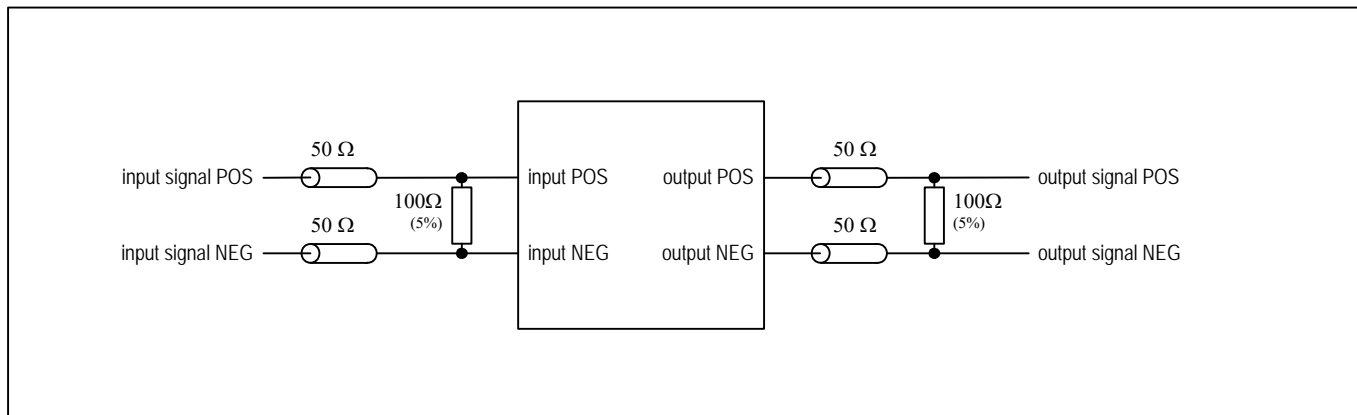 50 Ω
50 Ω
input signal POS
input POS
output POS
output signal POS
100Ω
(5%)
100Ω
(5%)
50 Ω
50 Ω
input signal NEG
input NEG
output NEG
output signal NEG